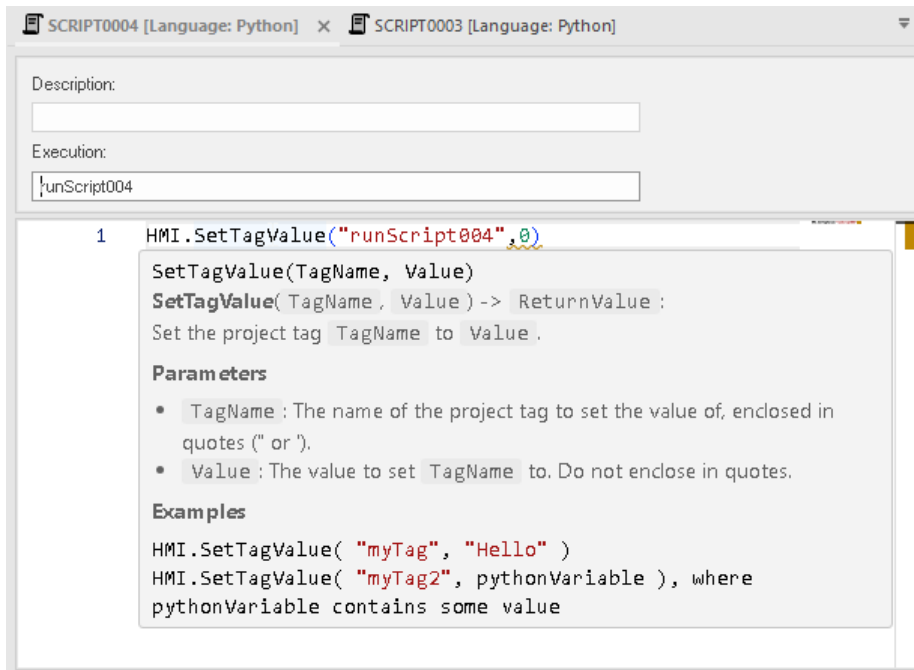 SCRIPT0004 [Language: Python] × SCRIPT0003 [Language: Python]
Description:
Execution:
runScript004
1 HMI.SetTagValue("runScript004",0)
SetTagValue(TagName, Value)
SetTagValue( TagName, Value ) -> ReturnValue :
Set the project tag TagName to Value .
Parameters
• TagName : The name of the project tag to set the value of, enclosed in
quotes (" or ').
• Value : The value to set TagName to. Do not enclose in quotes.
Examples
HMI.SetTagValue( "myTag", "Hello" )
HMI.SetTagValue( "myTag2", pythonVariable ), where
pythonVariable contains some value